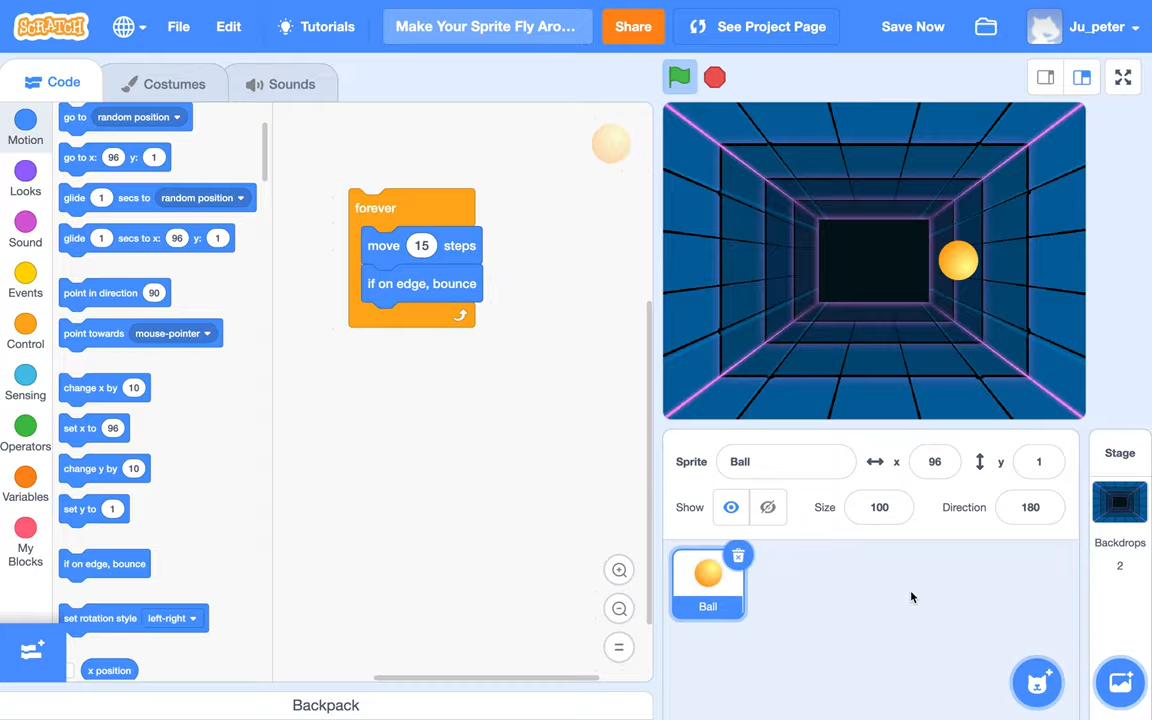 SCRATCH File Edit Tutorials Make Your Sprite Fly Aro... Share See Project Page Save Now Ju_peter
Code Costumes Sounds
Motion
Looks
Sound
Events
Control
Sensing
Operators
Variables
My
Blocks
go to random position
go to x: 96 y: 1
glide 1 secs to random position
glide 1 secs to x: 96 y: 1
point in direction 90
point towards mouse-pointer
change x by 10
set x to 96
change y by 10
set y to 1
if on edge, bounce
set rotation style left-right
x position
forever
move 15 steps
if on edge, bounce
Backpack
Sprite Ball x 96 y 1
Show Size 100 Direction 180
Ball
Stage
Backdrops
2